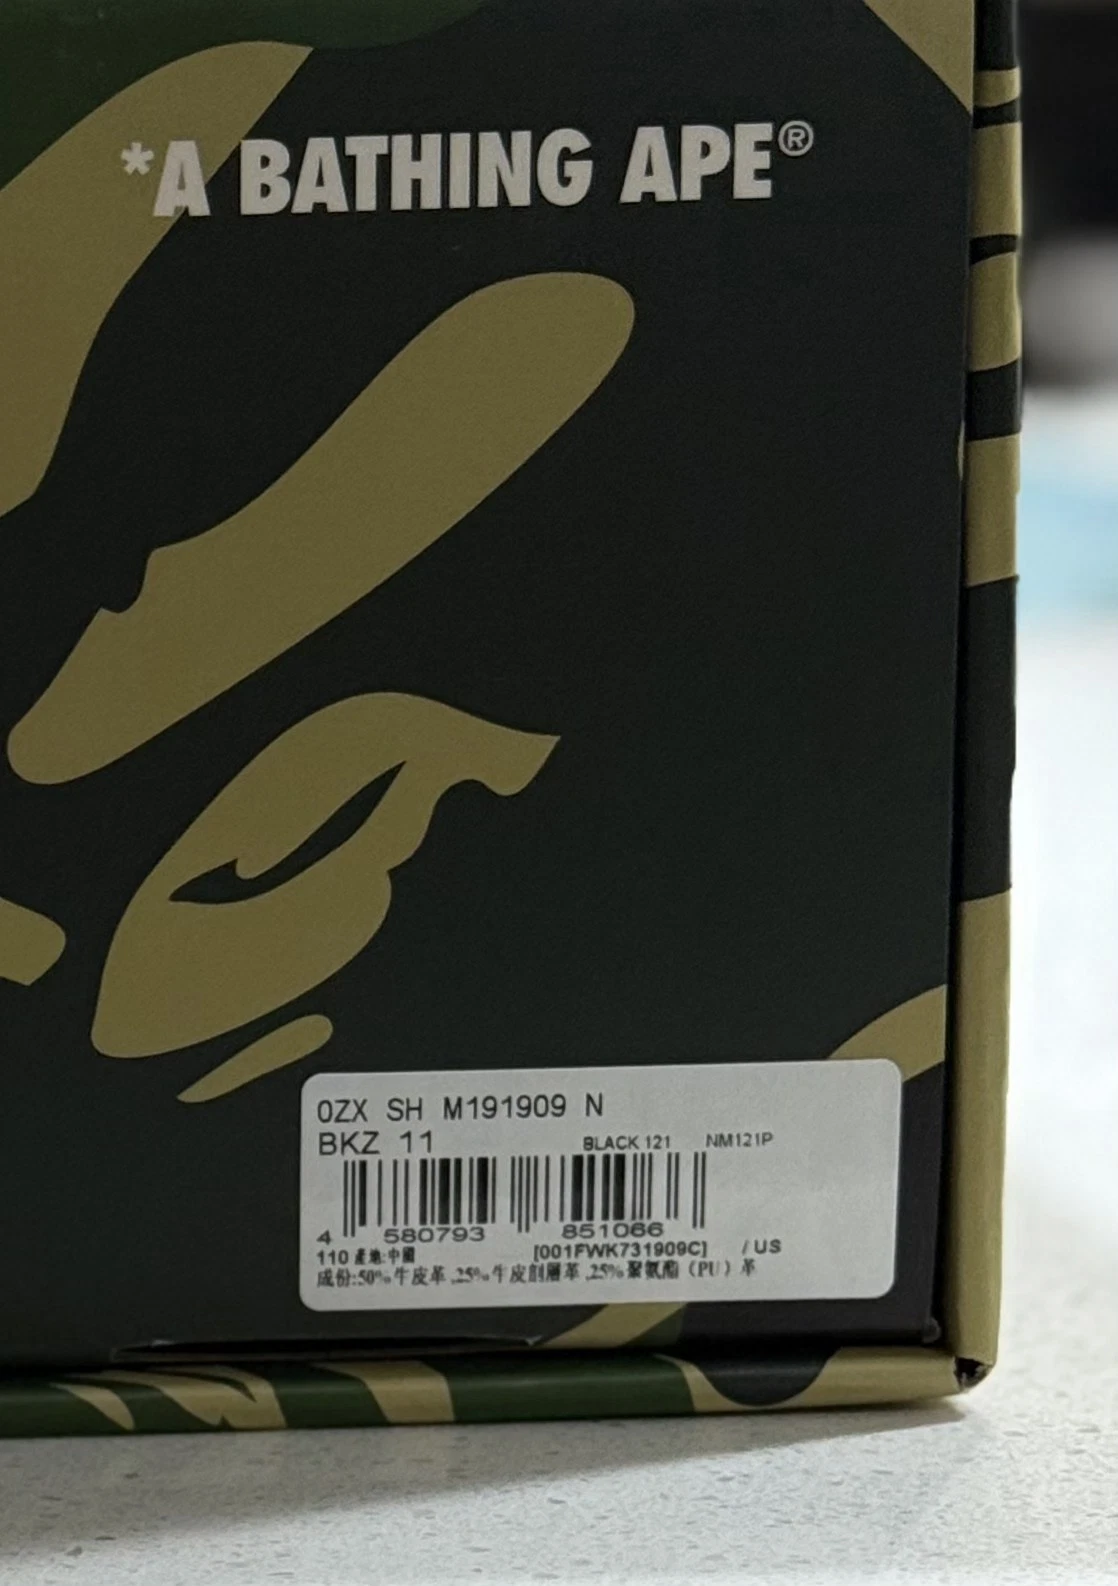 *A BATHING APE®
0ZX SH M191909 N
BKZ 11 BLACK 121 NM121P
4 580793 851066
110 產地:中國 [001FWK731909C] / US
成份:50%牛皮革,25%牛皮剖層革,25%聚氨酯（PU）革